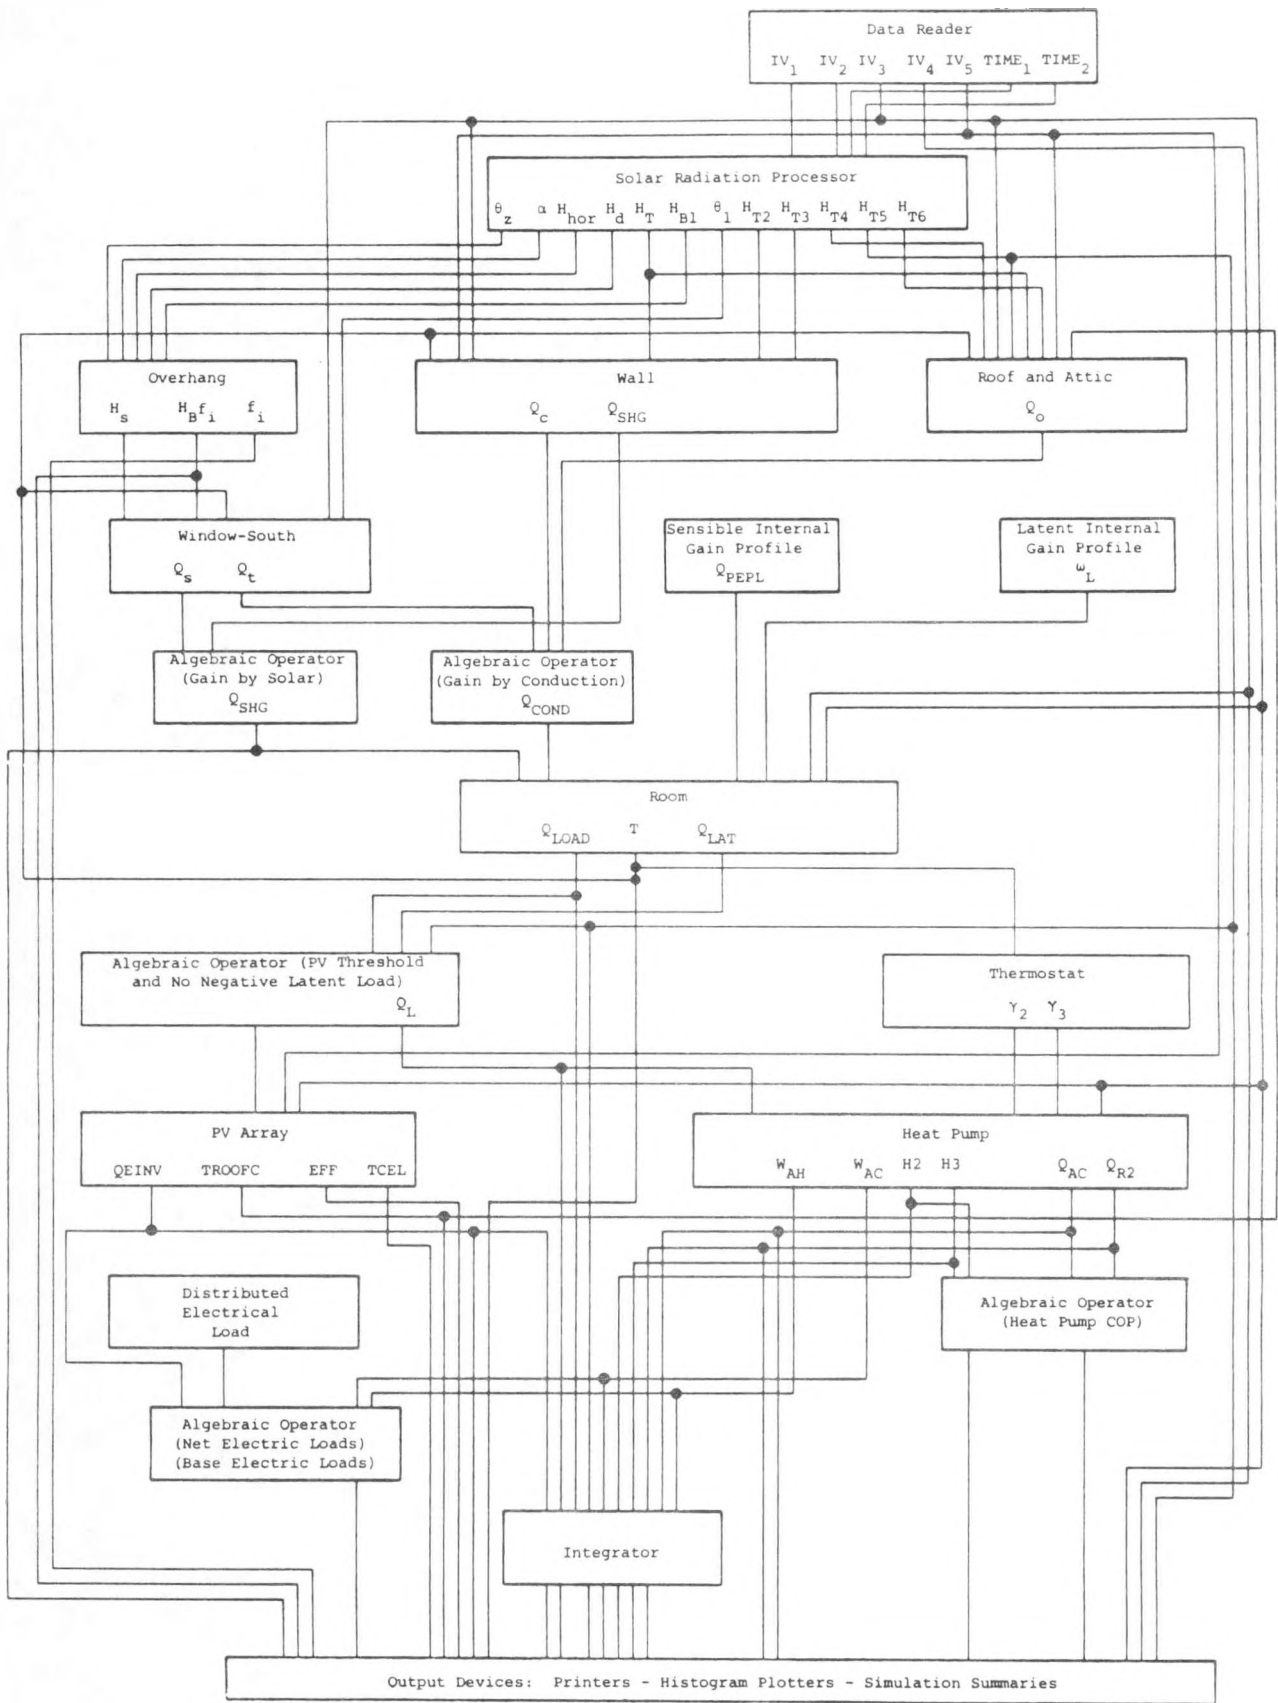 Data Reader
IV1 IV2 IV3 IV4 IV5 TIME1 TIME2
Solar Radiation Processor
θz α Hhor Hd HT HB1 θ1 HT2 HT3 HT4 HT5 HT6
Overhang
Hs HBfi fi
Wall
Qc QSHG
Roof and Attic
Qo
Window-South
Qs Qt
Sensible Internal
Gain Profile
QPEPL
Latent Internal
Gain Profile
ωL
Algebraic Operator
(Gain by Solar)
QSHG
Algebraic Operator
(Gain by Conduction)
QCOND
Room
QLOAD T QLAT
Algebraic Operator (PV Threshold
and No Negative Latent Load)
QL
Thermostat
γ2 γ3
PV Array
QEINV TROOFC EFF TCEL
Heat Pump
WAH WAC H2 H3 QAC QR2
Distributed
Electrical
Load
Algebraic Operator
(Heat Pump COP)
Algebraic Operator
(Net Electric Loads)
(Base Electric Loads)
Integrator
Output Devices: Printers - Histogram Plotters - Simulation Summaries